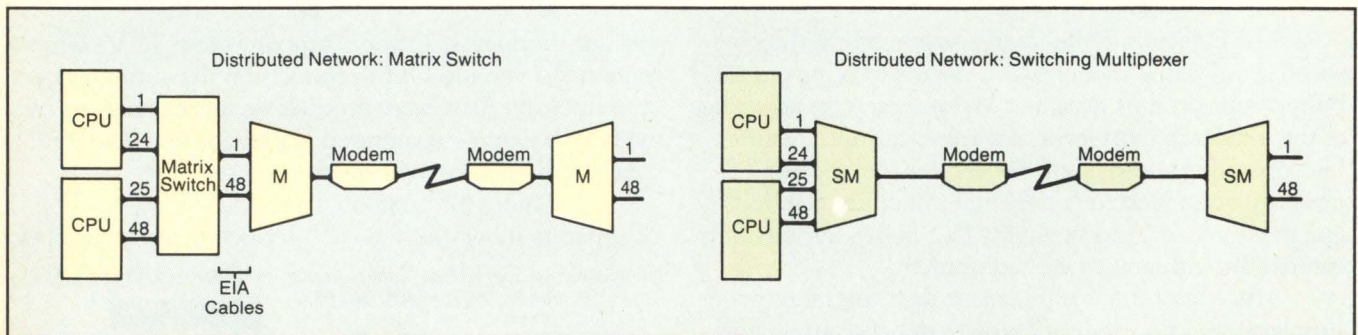 Distributed Network: Matrix Switch
CPU
1
24
CPU
25
48
Matrix
Switch
1
48
M
Modem
Modem
M
1
48
EIA
Cables
Distributed Network: Switching Multiplexer
CPU
1
24
CPU
25
48
SM
Modem
Modem
SM
1
48